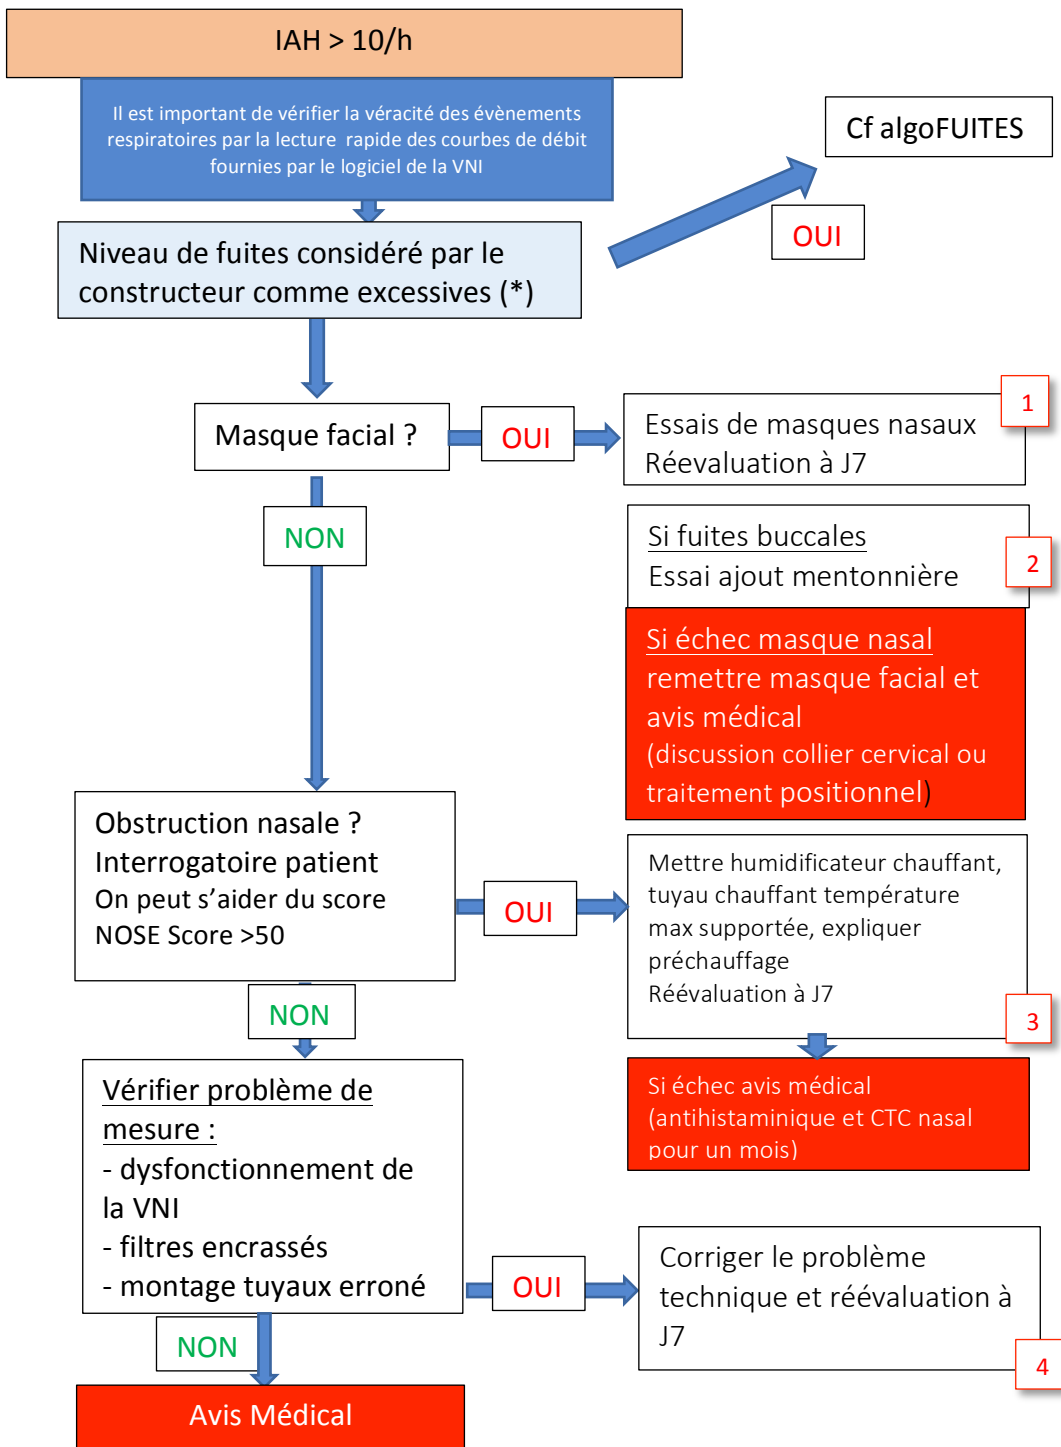 IAH > 10/h
Il est important de vérifier la véracité des évènements
respiratoires par la lecture rapide des courbes de débit
fournies par le logiciel de la VNI
Cf algoFUITES
OUI
Niveau de fuites considéré par le
constructeur comme excessives (*)
Masque facial ?
OUI
1
Essais de masques nasaux
Réevaluation à J7
NON
Si fuites buccales
Essai ajout mentonnière
2
Si échec masque nasal
remettre masque facial et
avis médical
(discussion collier cervical ou
traitement positionnel)
Obstruction nasale ?
Interrogatoire patient
On peut s’aider du score
NOSE Score >50
OUI
Mettre humidificateur chauffant,
tuyau chauffant température
max supportée, expliquer
préchauffage
Réévaluation à J7
3
NON
Si échec avis médical
(antihistaminique et CTC nasal
pour un mois)
Vérifier problème de
mesure :
- dysfonctionnement de
la VNI
- filtres encrassés
- montage tuyaux erroné
OUI
Corriger le problème
technique et réévaluation à
J7
4
NON
Avis Médical